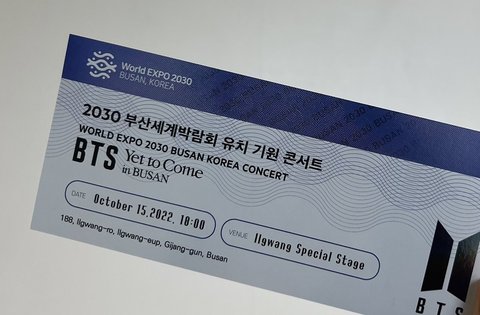 World EXPO 2030
BUSAN, KOREA
2030 부산세계박람회 유치 기원 콘서트
WORLD EXPO 2030 BUSAN KOREA CONCERT
BTS Yet to Come
in BUSAN
DATE October 15.2022. 18:00
VENUE Ilgwang Special Stage
188, Ilgwang-ro, Ilgwang-eup, Gijang-gun, Busan
BTS